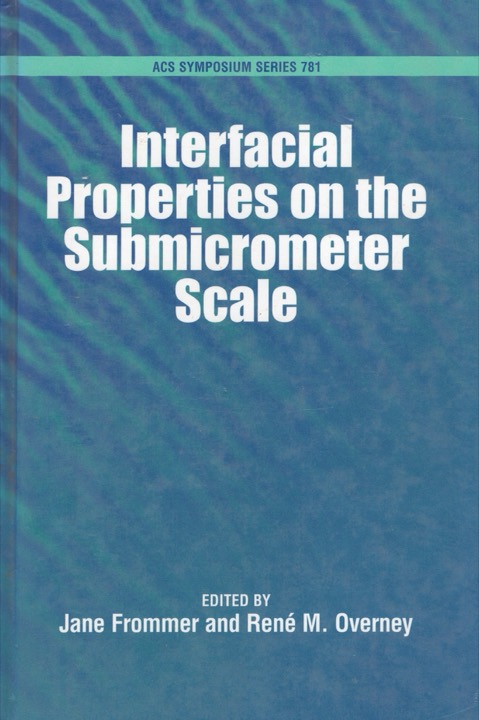 ACS SYMPOSIUM SERIES 781
Interfacial
Properties on the
Submicrometer
Scale
EDITED BY
Jane Frommer and René M. Overney